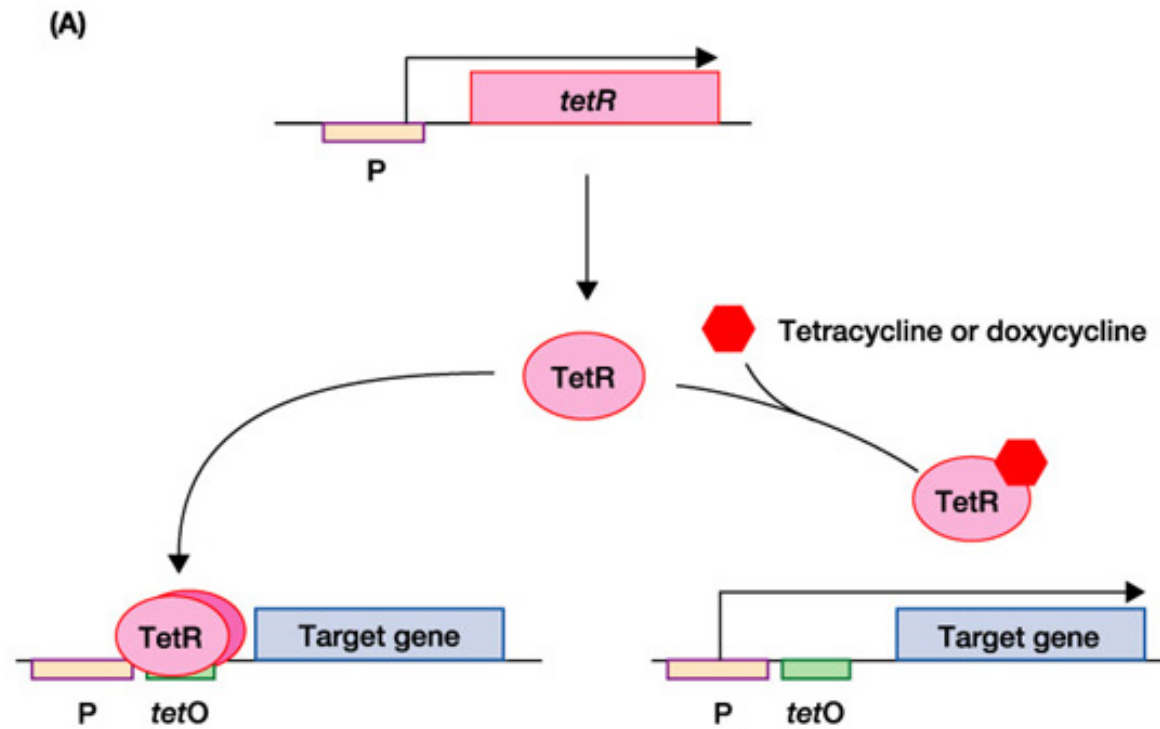 (A)
tetR
P
TetR
Tetracycline or doxycycline
TetR
TetR
Target gene
P
tetO
Target gene
P
tetO